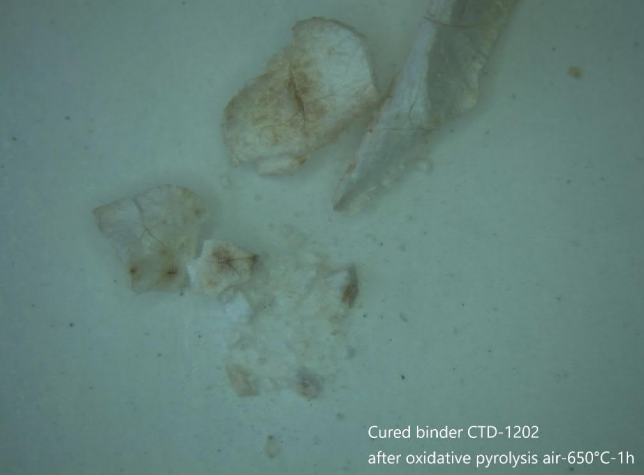 Cured binder CTD-1202
after oxidative pyrolysis air-650°C-1h